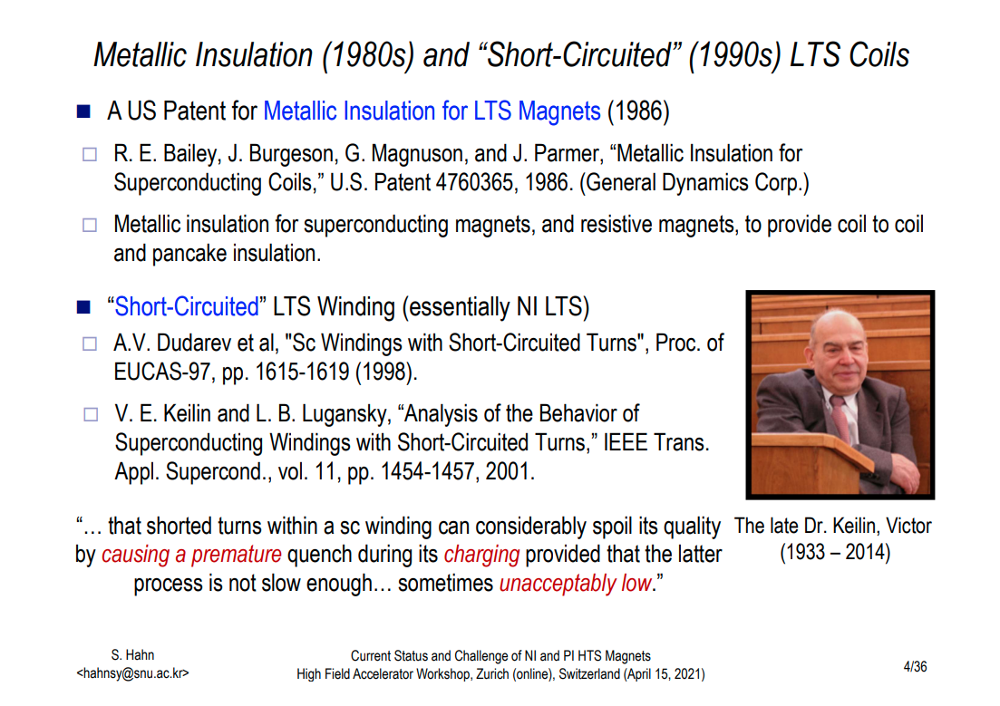 Metallic Insulation (1980s) and “Short-Circuited” (1990s) LTS Coils
A US Patent for Metallic Insulation for LTS Magnets (1986)
R. E. Bailey, J. Burgeson, G. Magnuson, and J. Parmer, “Metallic Insulation for
Superconducting Coils,” U.S. Patent 4760365, 1986. (General Dynamics Corp.)
Metallic insulation for superconducting magnets, and resistive magnets, to provide coil to coil
and pancake insulation.
“Short-Circuited” LTS Winding (essentially NI LTS)
A.V. Dudarev et al, "Sc Windings with Short-Circuited Turns", Proc. of
EUCAS-97, pp. 1615-1619 (1998).
V. E. Keilin and L. B. Lugansky, “Analysis of the Behavior of
Superconducting Windings with Short-Circuited Turns,” IEEE Trans.
Appl. Supercond., vol. 11, pp. 1454-1457, 2001.
“… that shorted turns within a sc winding can considerably spoil its quality
by causing a premature quench during its charging provided that the latter
process is not slow enough… sometimes unacceptably low.”
The late Dr. Keilin, Victor
(1933 – 2014)
S. Hahn
<hahnsy@snu.ac.kr>
Current Status and Challenge of NI and PI HTS Magnets
High Field Accelerator Workshop, Zurich (online), Switzerland (April 15, 2021)
4/36